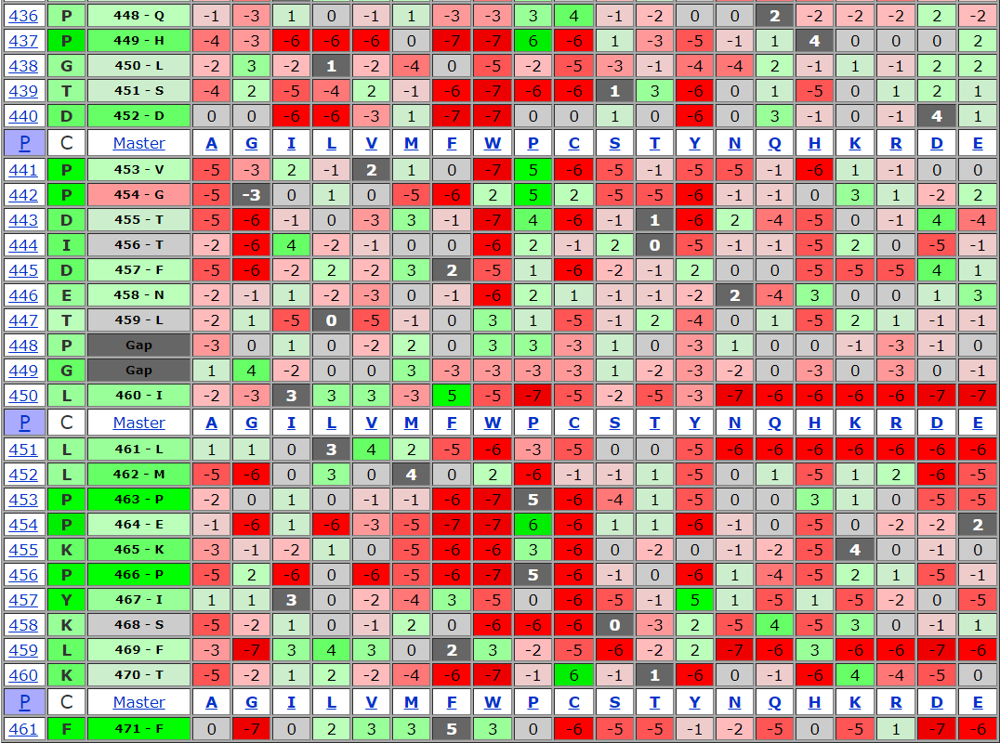 436 P 448 - Q -1 -3 1 0 -1 1 -3 -3 3 4 -1 -2 0 0 2 -2 -2 -2 2 -2
437 P 449 - H -4 -3 -6 -6 -6 0 -7 -7 6 -6 1 -3 -5 -1 1 4 0 0 0 2
438 G 450 - L -2 3 -2 1 -2 -4 0 -5 -2 -5 -3 -1 -4 -4 2 -1 1 -1 2 2
439 T 451 - S -4 2 -5 -4 2 -1 -6 -7 -6 -6 1 3 -6 0 1 -5 0 1 2 1
440 D 452 - D 0 0 -6 -6 -3 1 -7 -7 0 0 1 0 -6 0 3 -1 0 -1 4 1
P C Master A G I L V M F W P C S T Y N Q H K R D E
441 P 453 - V -5 -3 2 -1 2 1 0 -7 5 -6 -5 -1 -5 -5 -1 -6 1 -1 0 0
442 P 454 - G -5 -3 0 1 0 -5 -6 2 5 2 -5 -5 -6 -1 -1 0 3 1 -2 2
443 D 455 - T -5 -6 -1 0 -3 3 -1 -7 4 -6 -1 1 -6 2 -4 -5 0 -1 4 -4
444 I 456 - T -2 -6 4 -2 -1 0 0 -6 2 -1 2 0 -5 -1 -1 -5 2 0 -5 -1
445 D 457 - F -5 -6 -2 2 -2 3 2 -5 1 -6 -2 -1 2 0 0 -5 -5 -5 4 1
446 E 458 - N -2 -1 1 -2 -3 0 -1 -6 2 1 -1 -1 -2 2 -4 3 0 0 1 3
447 T 459 - L -2 1 -5 0 -5 -1 0 3 1 -5 -1 2 -4 0 1 -5 2 1 -1 -1
448 P Gap -3 0 1 0 -2 2 0 3 3 -3 1 0 -3 1 0 0 -1 -3 -1 0
449 G Gap 1 4 -2 0 0 3 -3 -3 -3 -3 1 -2 -3 -2 0 -3 0 -3 0 -1
450 L 460 - I -2 -3 3 3 3 -3 5 -5 -7 -5 -2 -5 -3 -7 -6 -6 -6 -6 -7 -7
P C Master A G I L V M F W P C S T Y N Q H K R D E
451 L 461 - L 1 1 0 3 4 2 -5 -6 -3 -5 0 0 -5 -6 -6 -6 -6 -6 -6 -6
452 L 462 - M -5 -6 0 3 0 4 0 2 -6 -1 -1 1 -5 0 1 -5 1 2 -6 -5
453 P 463 - P -2 0 1 0 -1 -1 -6 -7 5 -6 -4 1 -5 0 0 3 1 0 -5 -5
454 P 464 - E -1 -6 1 -6 -3 -5 -7 -7 6 -6 1 1 -6 -1 0 -5 0 -2 -2 2
455 K 465 - K -3 -1 -2 1 0 -5 -6 -6 3 -6 0 -2 0 -1 -2 -5 4 0 -1 0
456 P 466 - P -5 2 -6 0 -6 -5 -6 -7 5 -6 -1 0 -6 1 -4 -5 2 1 -5 -1
457 Y 467 - I 1 1 3 0 -2 -4 3 -5 0 -6 -5 -1 5 1 -5 1 -5 -2 0 -5
458 K 468 - S -5 -2 1 0 -1 2 0 -6 -6 -6 0 -3 2 -5 4 -5 3 0 -1 1
459 L 469 - F -3 -7 3 4 3 0 2 3 -2 -5 -6 -2 2 -7 -6 3 -6 -6 -7 -6
460 K 470 - T -5 -2 1 2 -2 -4 -6 -7 -1 6 -1 1 -6 0 -1 -6 4 -4 -5 0
P C Master A G I L V M F W P C S T Y N Q H K R D E
461 F 471 - F 0 -7 0 2 3 3 5 3 0 -6 -5 -5 -1 -2 -5 0 -5 1 -7 -6